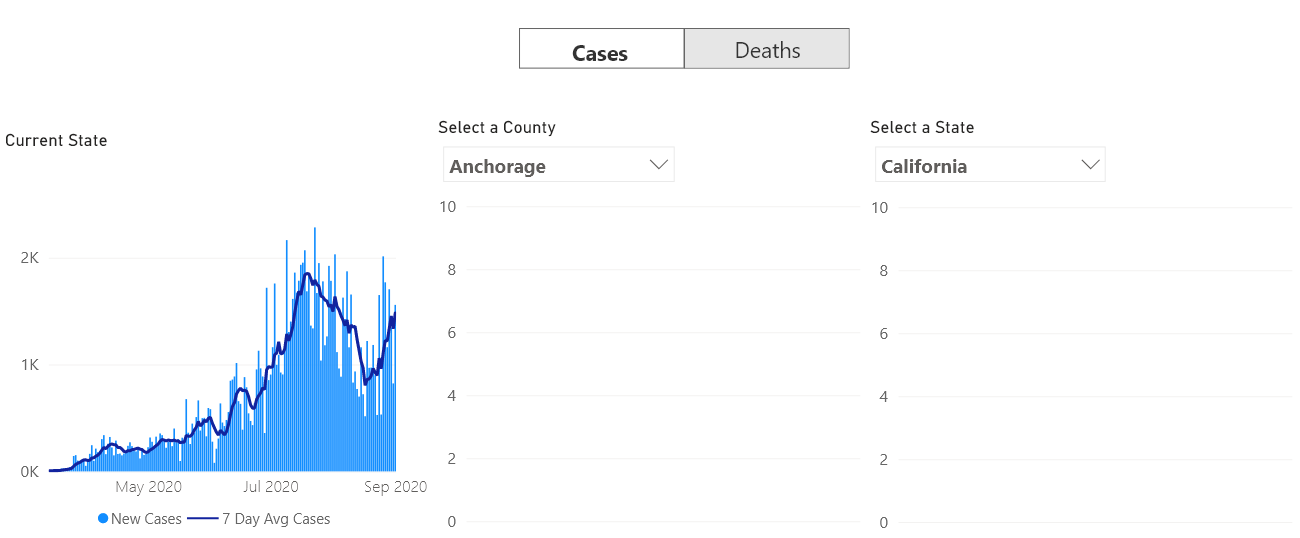 Cases
Deaths
Current State
2K
1K
0K
May 2020
Jul 2020
Sep 2020
New Cases
7 Day Avg Cases
Select a County
Anchorage
10
8
6
4
2
0
Select a State
California
10
8
6
4
2
0